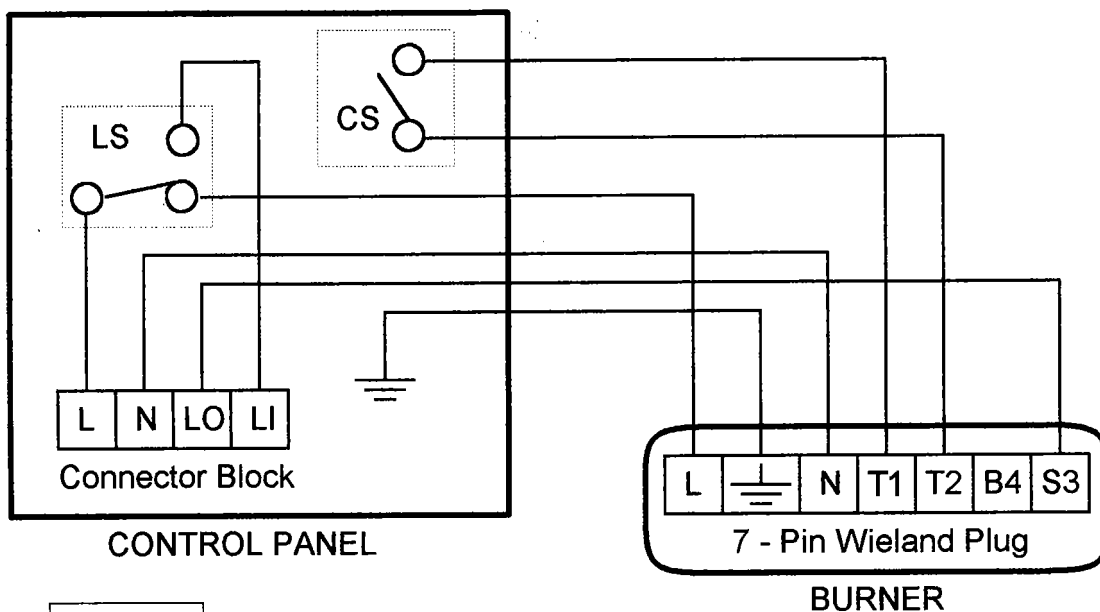 CS
LS
L N LO LI
Connector Block
CONTROL PANEL
L N T1 T2 B4 S3
7 - Pin Wieland Plug
BURNER